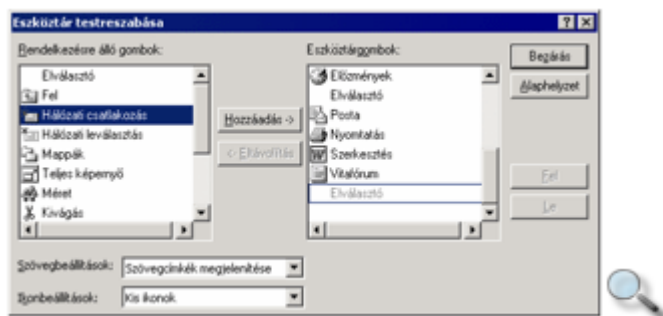 Eszköztár testreszabása
Rendelkezésre álló gombok:
Elválasztó
Fel
Hálózati csatlakozás
Hálózati leválasztás
Mappák
Teljes képernyő
Méret
Kivágás
Hozzáadás ->
<- Eltávolítás
Eszköztárgombok:
Előzmények
Elválasztó
Posta
Nyomtatás
Szerkesztés
Vitafórum
Elválasztó
Bezárás
Alaphelyzet
Fel
Le
Szövegbeállítások:
Szövegcímkék megjelenítése
Ikonbeállítások:
Kis ikonok